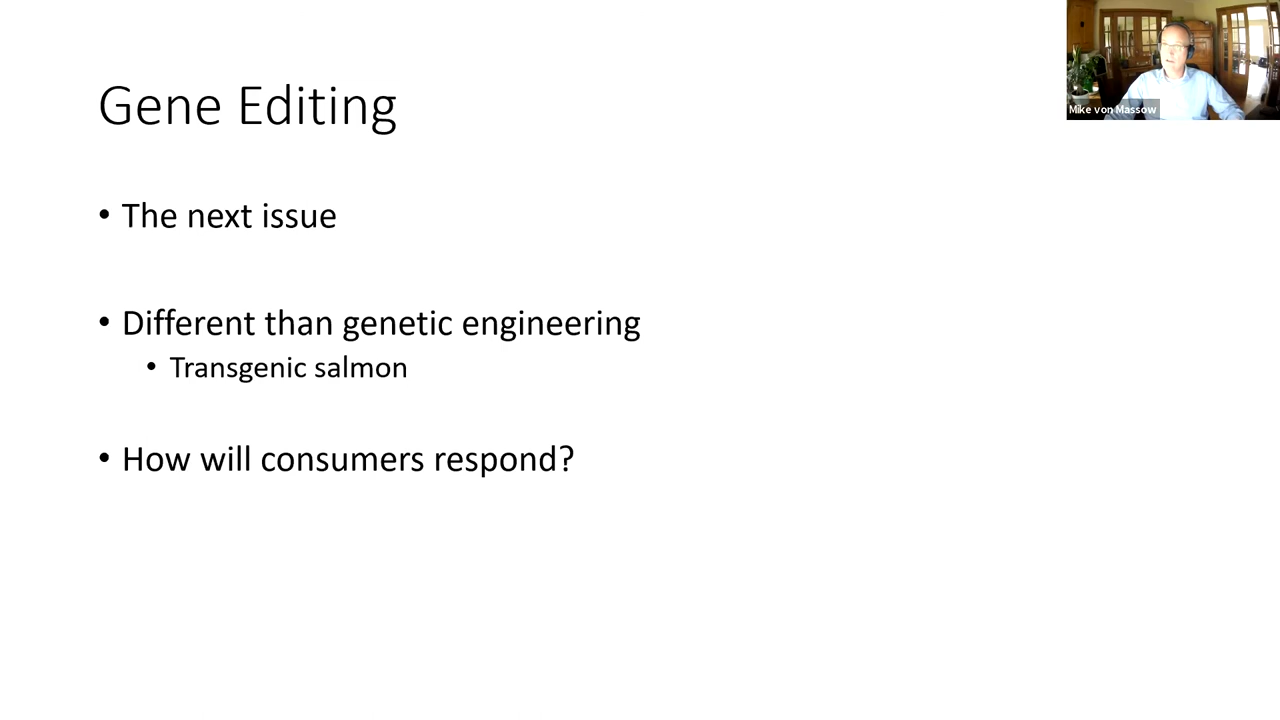 Gene Editing
Mike von Massow
• The next issue
• Different than genetic engineering
• Transgenic salmon
• How will consumers respond?